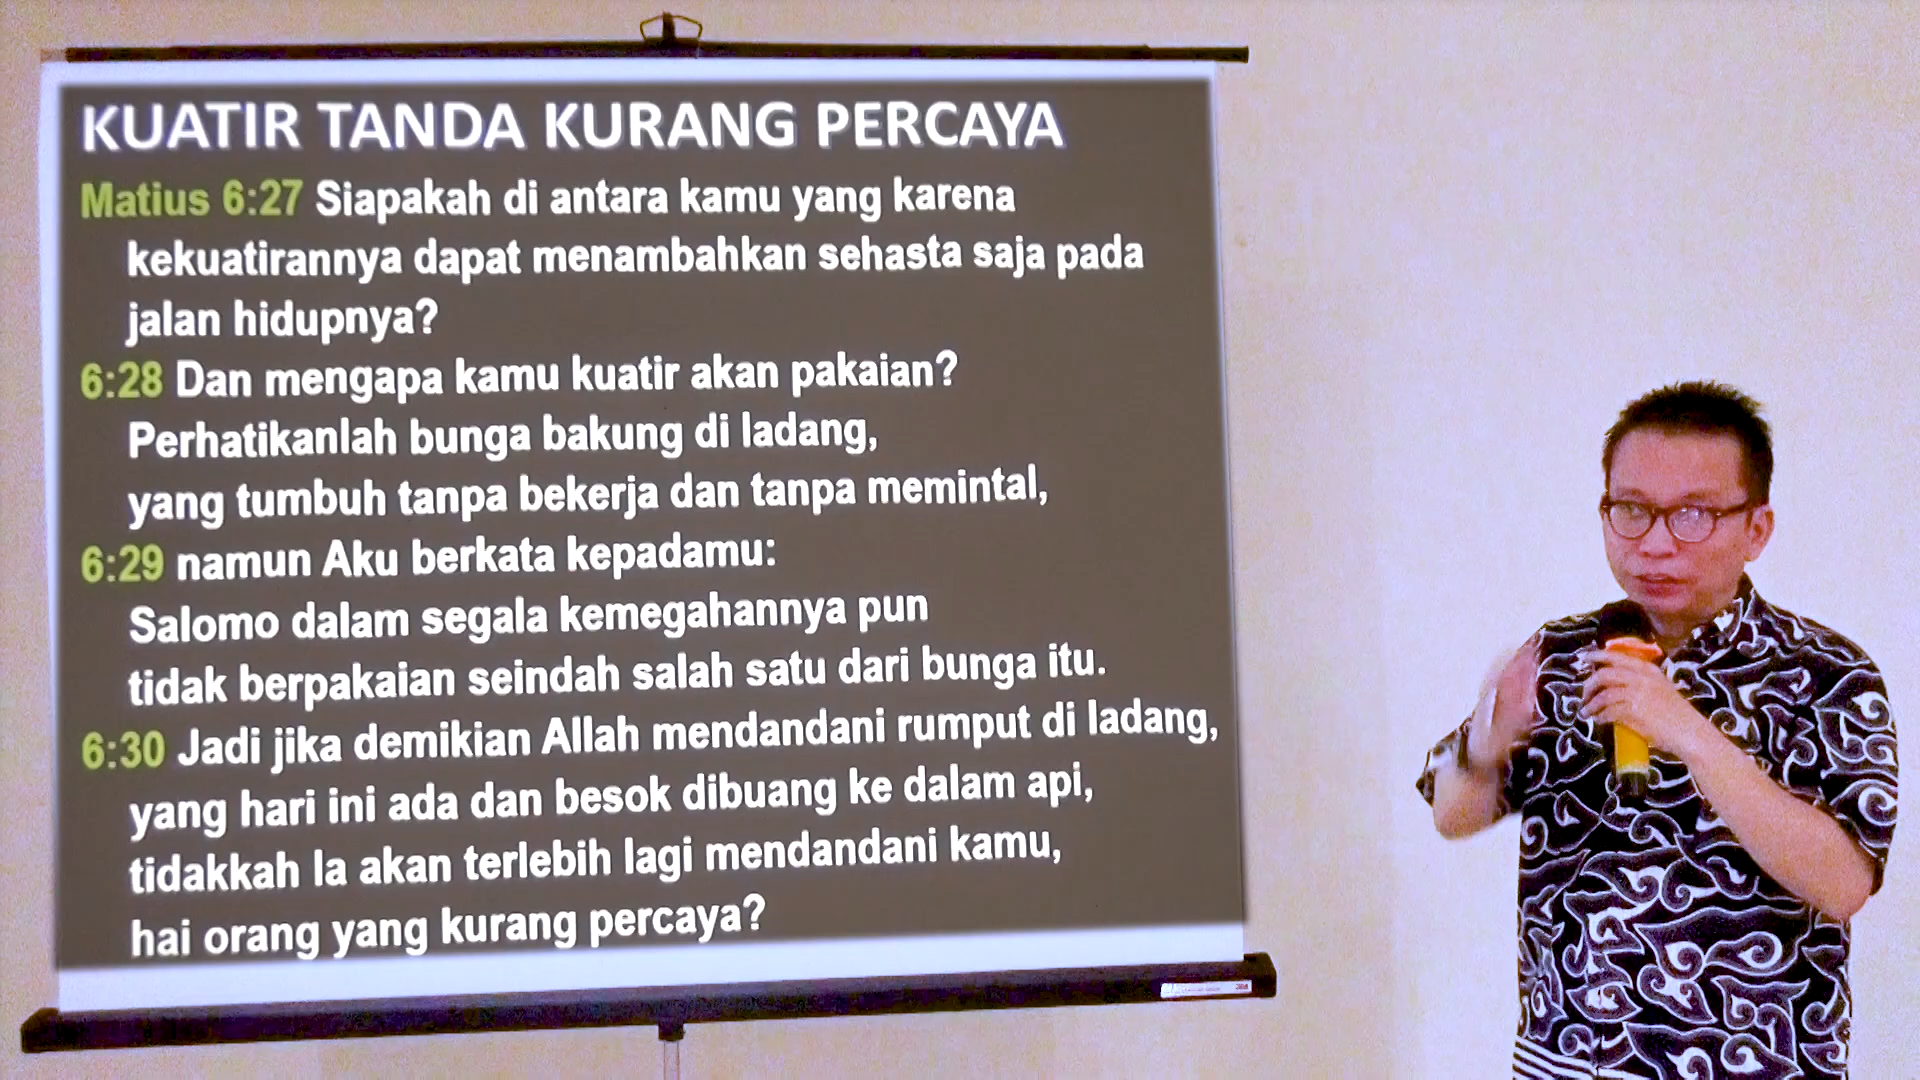 KUATIR TANDA KURANG PERCAYA
Matius 6:27 Siapakah di antara kamu yang karena
kekuatirannya dapat menambahkan sehasta saja pada
jalan hidupnya?
6:28 Dan mengapa kamu kuatir akan pakaian?
Perhatikanlah bunga bakung di ladang,
yang tumbuh tanpa bekerja dan tanpa memintal,
6:29 namun Aku berkata kepadamu:
Salomo dalam segala kemegahannya pun
tidak berpakaian seindah salah satu dari bunga itu.
6:30 Jadi jika demikian Allah mendandani rumput di ladang,
yang hari ini ada dan besok dibuang ke dalam api,
tidakkah Ia akan terlebih lagi mendandani kamu,
hai orang yang kurang percaya?